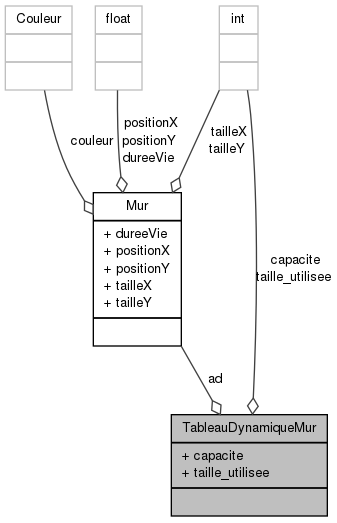 Couleur
float
int
positionX
positionY
dureeVie
couleur
tailleX
tailleY
Mur
+ dureeVie
+ positionX
+ positionY
+ tailleX
+ tailleY
capacite
taille_utilisee
ad
TableauDynamiqueMur
+ capacite
+ taille_utilisee